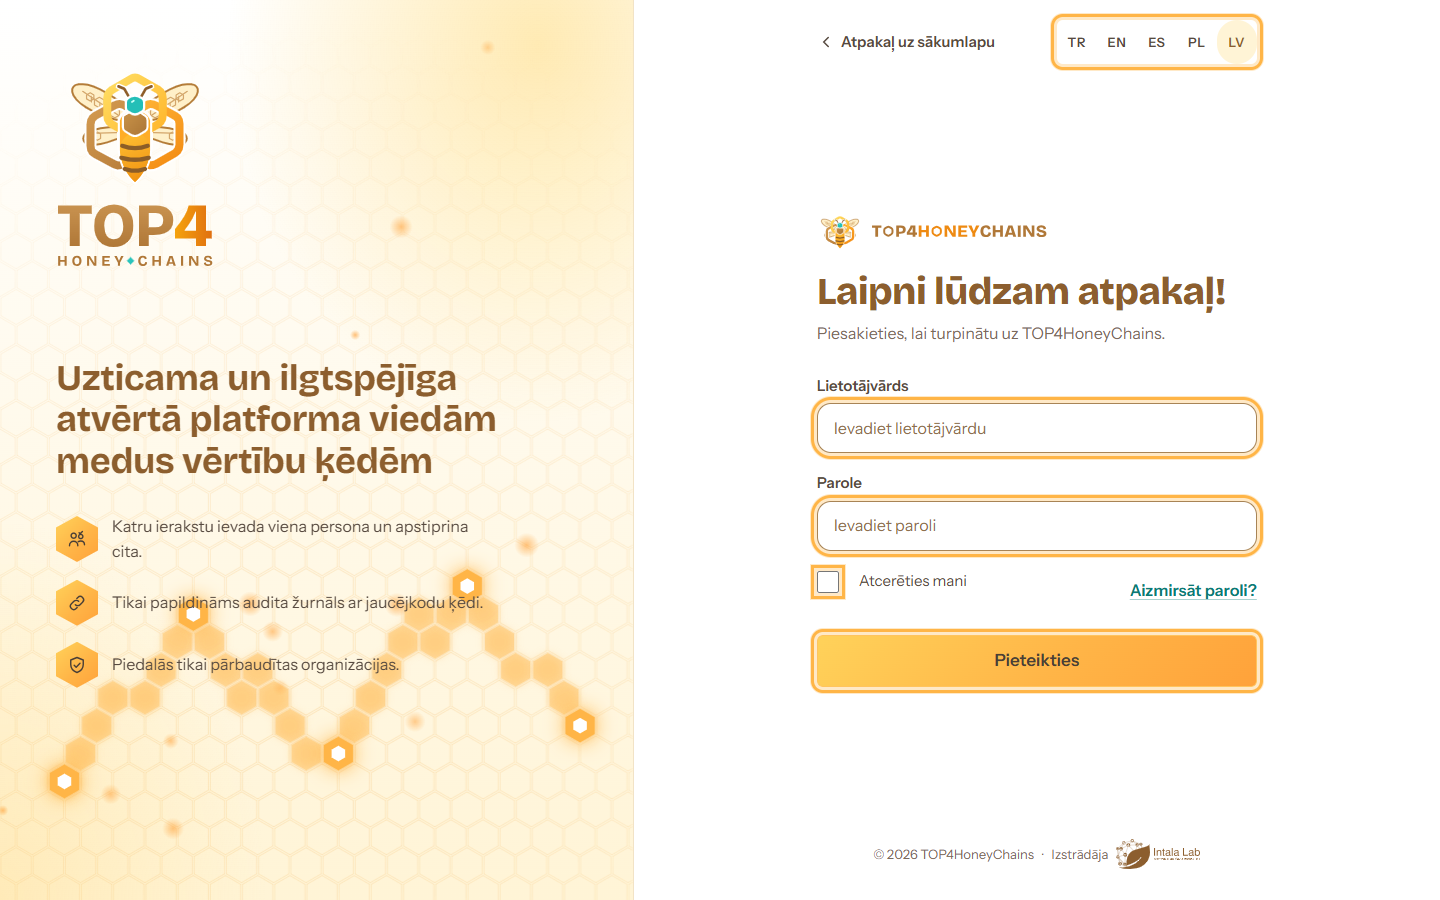 TOP4
HONEY CHAINS
Uzticama un ilgtspējīga
atvērtā platforma viedām
medus vērtību ķēdēm
Katru ierakstu ievada viena persona un apstiprina
cita.
Tikai papildināms audita žurnāls ar jaucējkodu ķēdi.
Piedalās tikai pārbaudītas organizācijas.
Atpakaļ uz sākumlapu
TR EN ES PL LV
TOP4HONEYCHAINS
Laipni lūdzam atpakaļ!
Piesakieties, lai turpinātu uz TOP4HoneyChains.
Lietotājvārds
Ievadiet lietotājvārdu
Parole
Ievadiet paroli
Atcerēties mani
Aizmirsāt paroli?
Pieteikties
© 2026 TOP4HoneyChains · Izstrādāja
Intala Lab